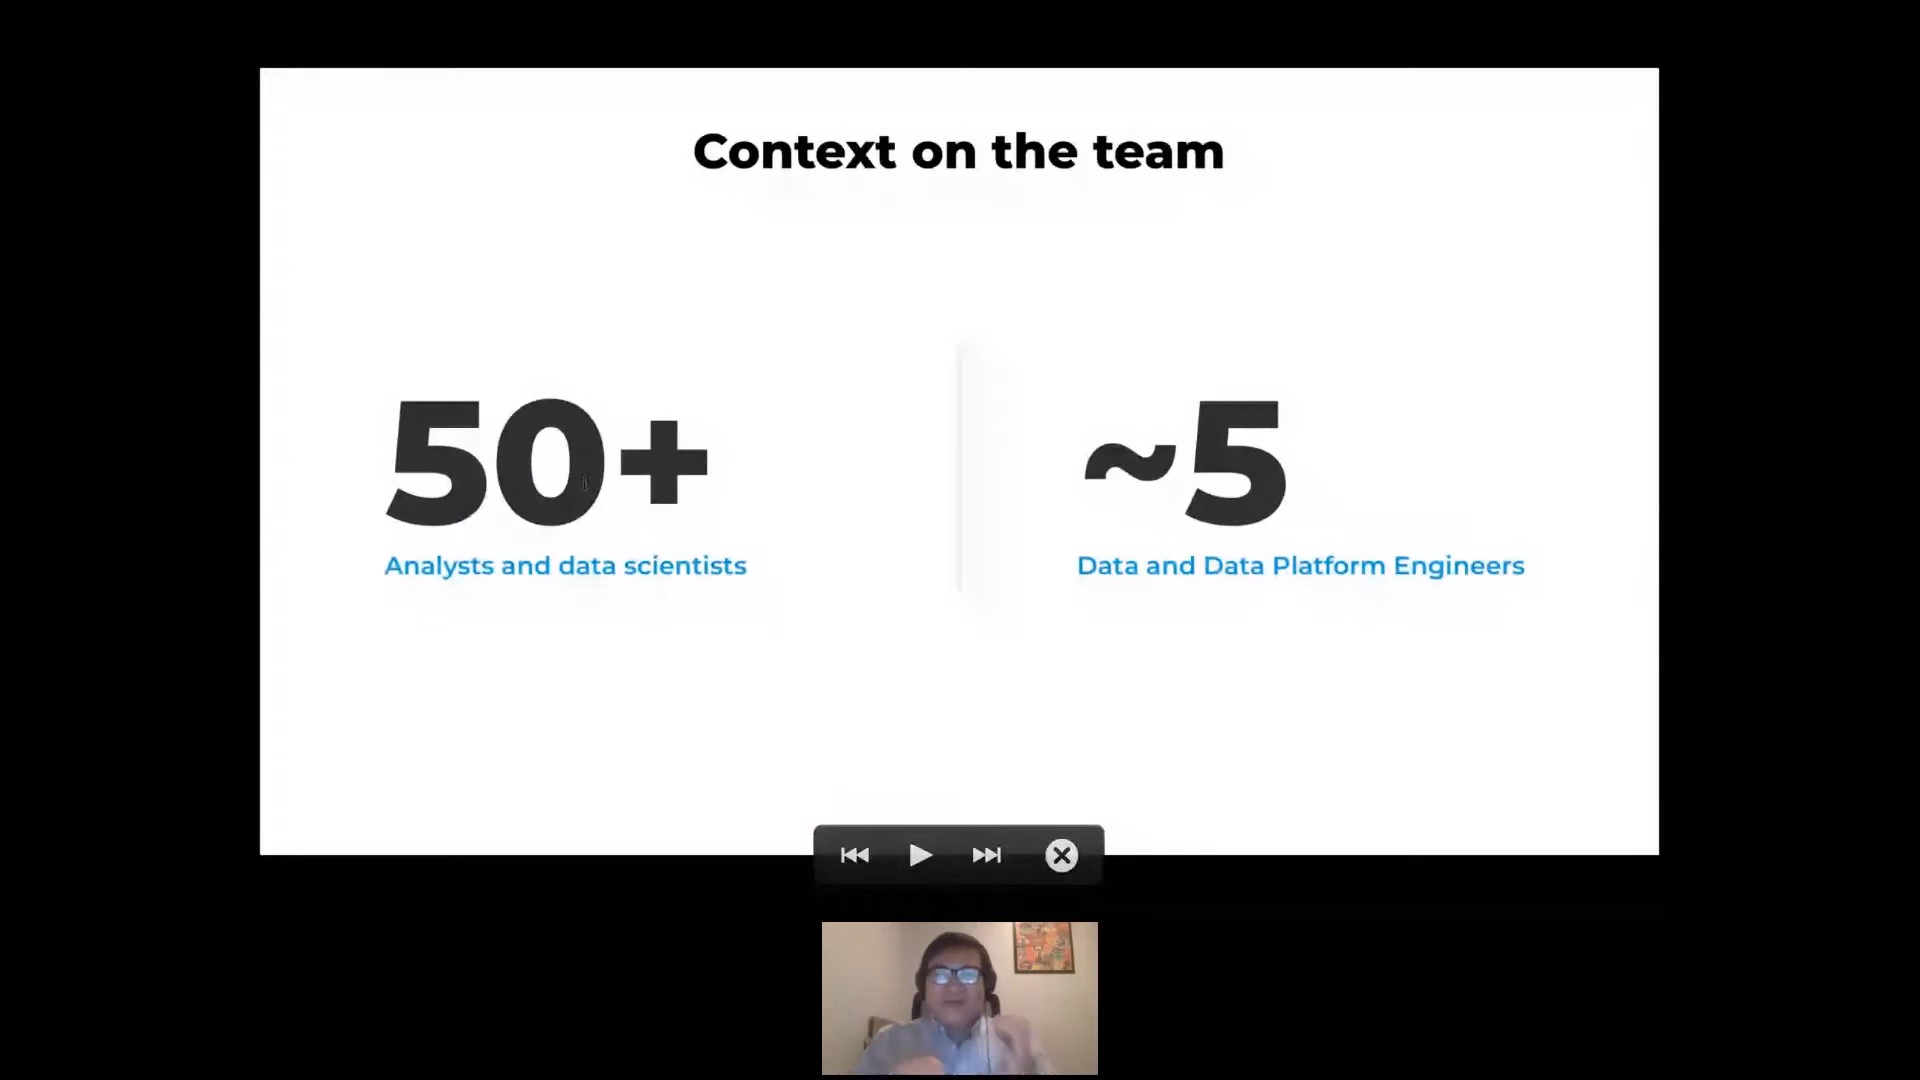 Context on the team
50+
Analysts and data scientists
~5
Data and Data Platform Engineers